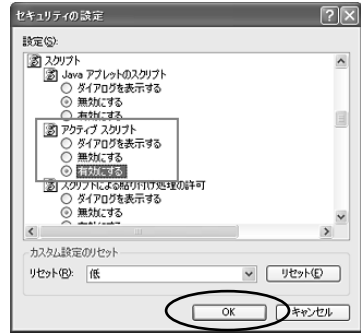 セキュリティの設定
設定(S):
スクリプト
Java アプレットのスクリプト
ダイアログを表示する
無効にする
有効にする
アクティブ スクリプト
ダイアログを表示する
無効にする
有効にする
スクリプトによる貼り付け処理の許可
ダイアログを表示する
無効にする
カスタム設定のリセット
リセット(R): 低 リセット(E)
OK キャンセル